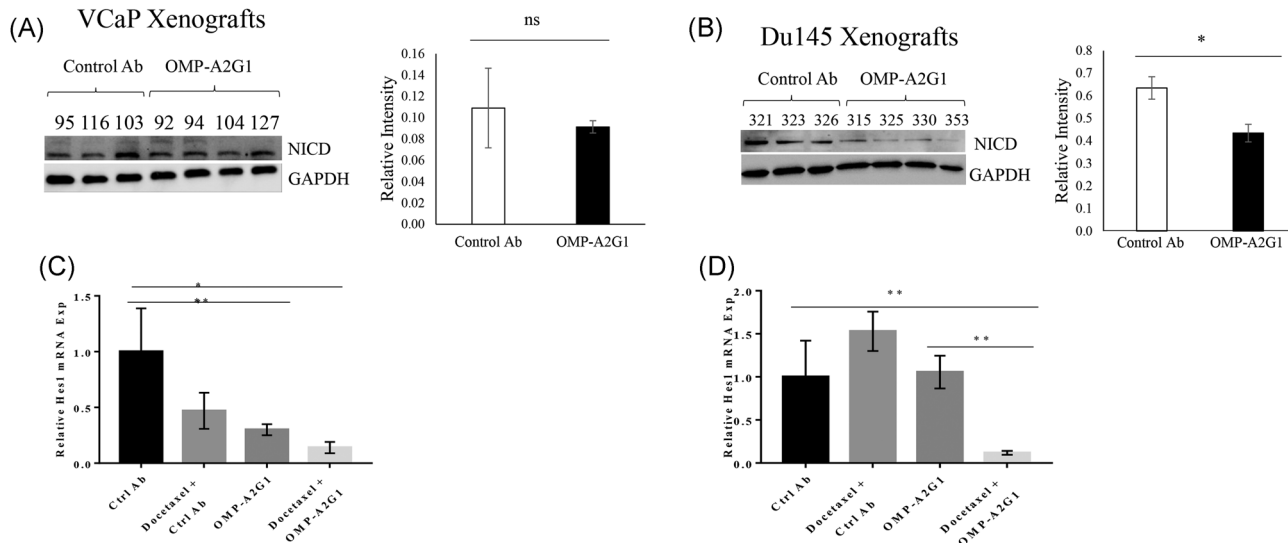 (A)
VCaP Xenografts
Control Ab OMP-A2G1
95 116 103 92 94 104 127
NICD
GAPDH
ns
Relative Intensity
0.16
0.14
0.12
0.10
0.08
0.06
0.04
0.02
0.00
Control Ab OMP-A2G1
(B)
Du145 Xenografts
Control Ab OMP-A2G1
321 323 326 315 325 330 353
NICD
GAPDH
*
Relative Intensity
0.8
0.7
0.6
0.5
0.4
0.3
0.2
0.1
0.0
Control Ab OMP-A2G1
(C)
*
**
Relative Hes1 mRNA Exp
1.5
1.0
0.5
0.0
Ctrl Ab
Docetaxel+
Ctrl Ab
OMP-A2G1
Docetaxel+
OMP-A2G1
(D)
**
**
Relative Hes1 mRNA Exp
2.0
1.5
1.0
0.5
0.0
Ctrl Ab
Docetaxel+
Ctrl Ab
OMP-A2G1
Docetaxel+
OMP-A2G1